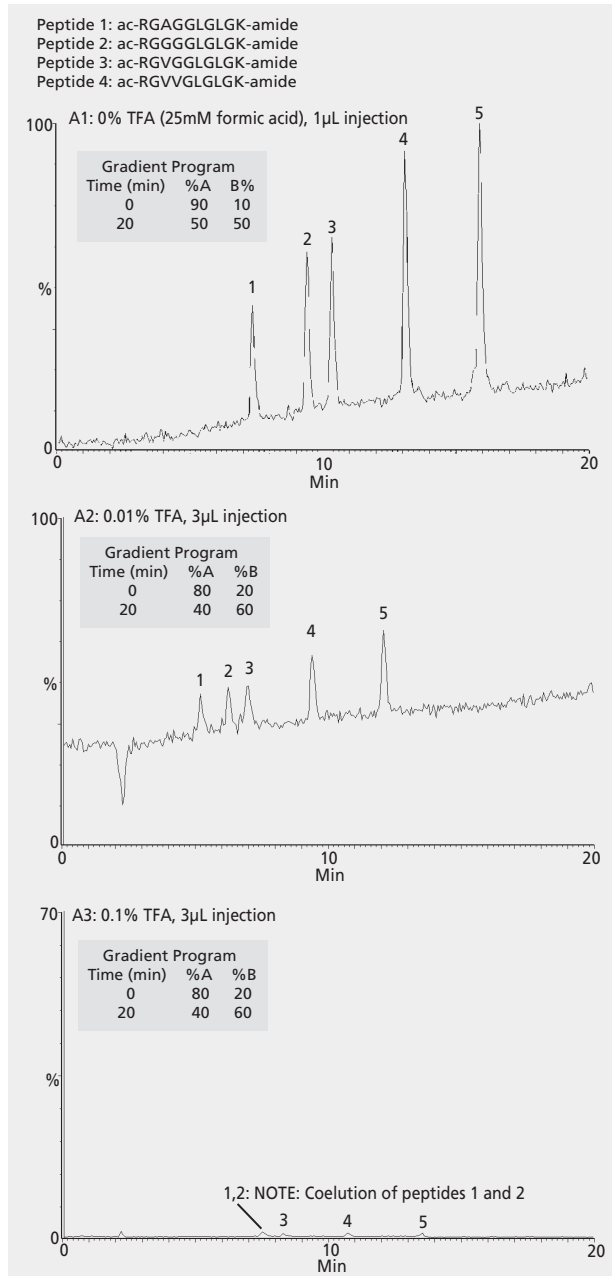 Peptide 1: ac-RGAGGLGLGK-amide
Peptide 2: ac-RGGGGLGLGK-amide
Peptide 3: ac-RGVGGLGLGK-amide
Peptide 4: ac-RGVVGLGLGK-amide
A1: 0% TFA (25mM formic acid), 1µL injection
100
Gradient Program
Time (min) %A B%
0 90 10
20 50 50
%
1
2
3
4
5
0
0 10 20
Min
A2: 0.01% TFA, 3µL injection
100
Gradient Program
Time (min) %A %B
0 80 20
20 40 60
%
1
2
3
4
5
0
0 10 20
Min
A3: 0.1% TFA, 3µL injection
70
Gradient Program
Time (min) %A %B
0 80 20
20 40 60
%
1,2: NOTE: Coelution of peptides 1 and 2
3 4 5
0
0 10 20
Min